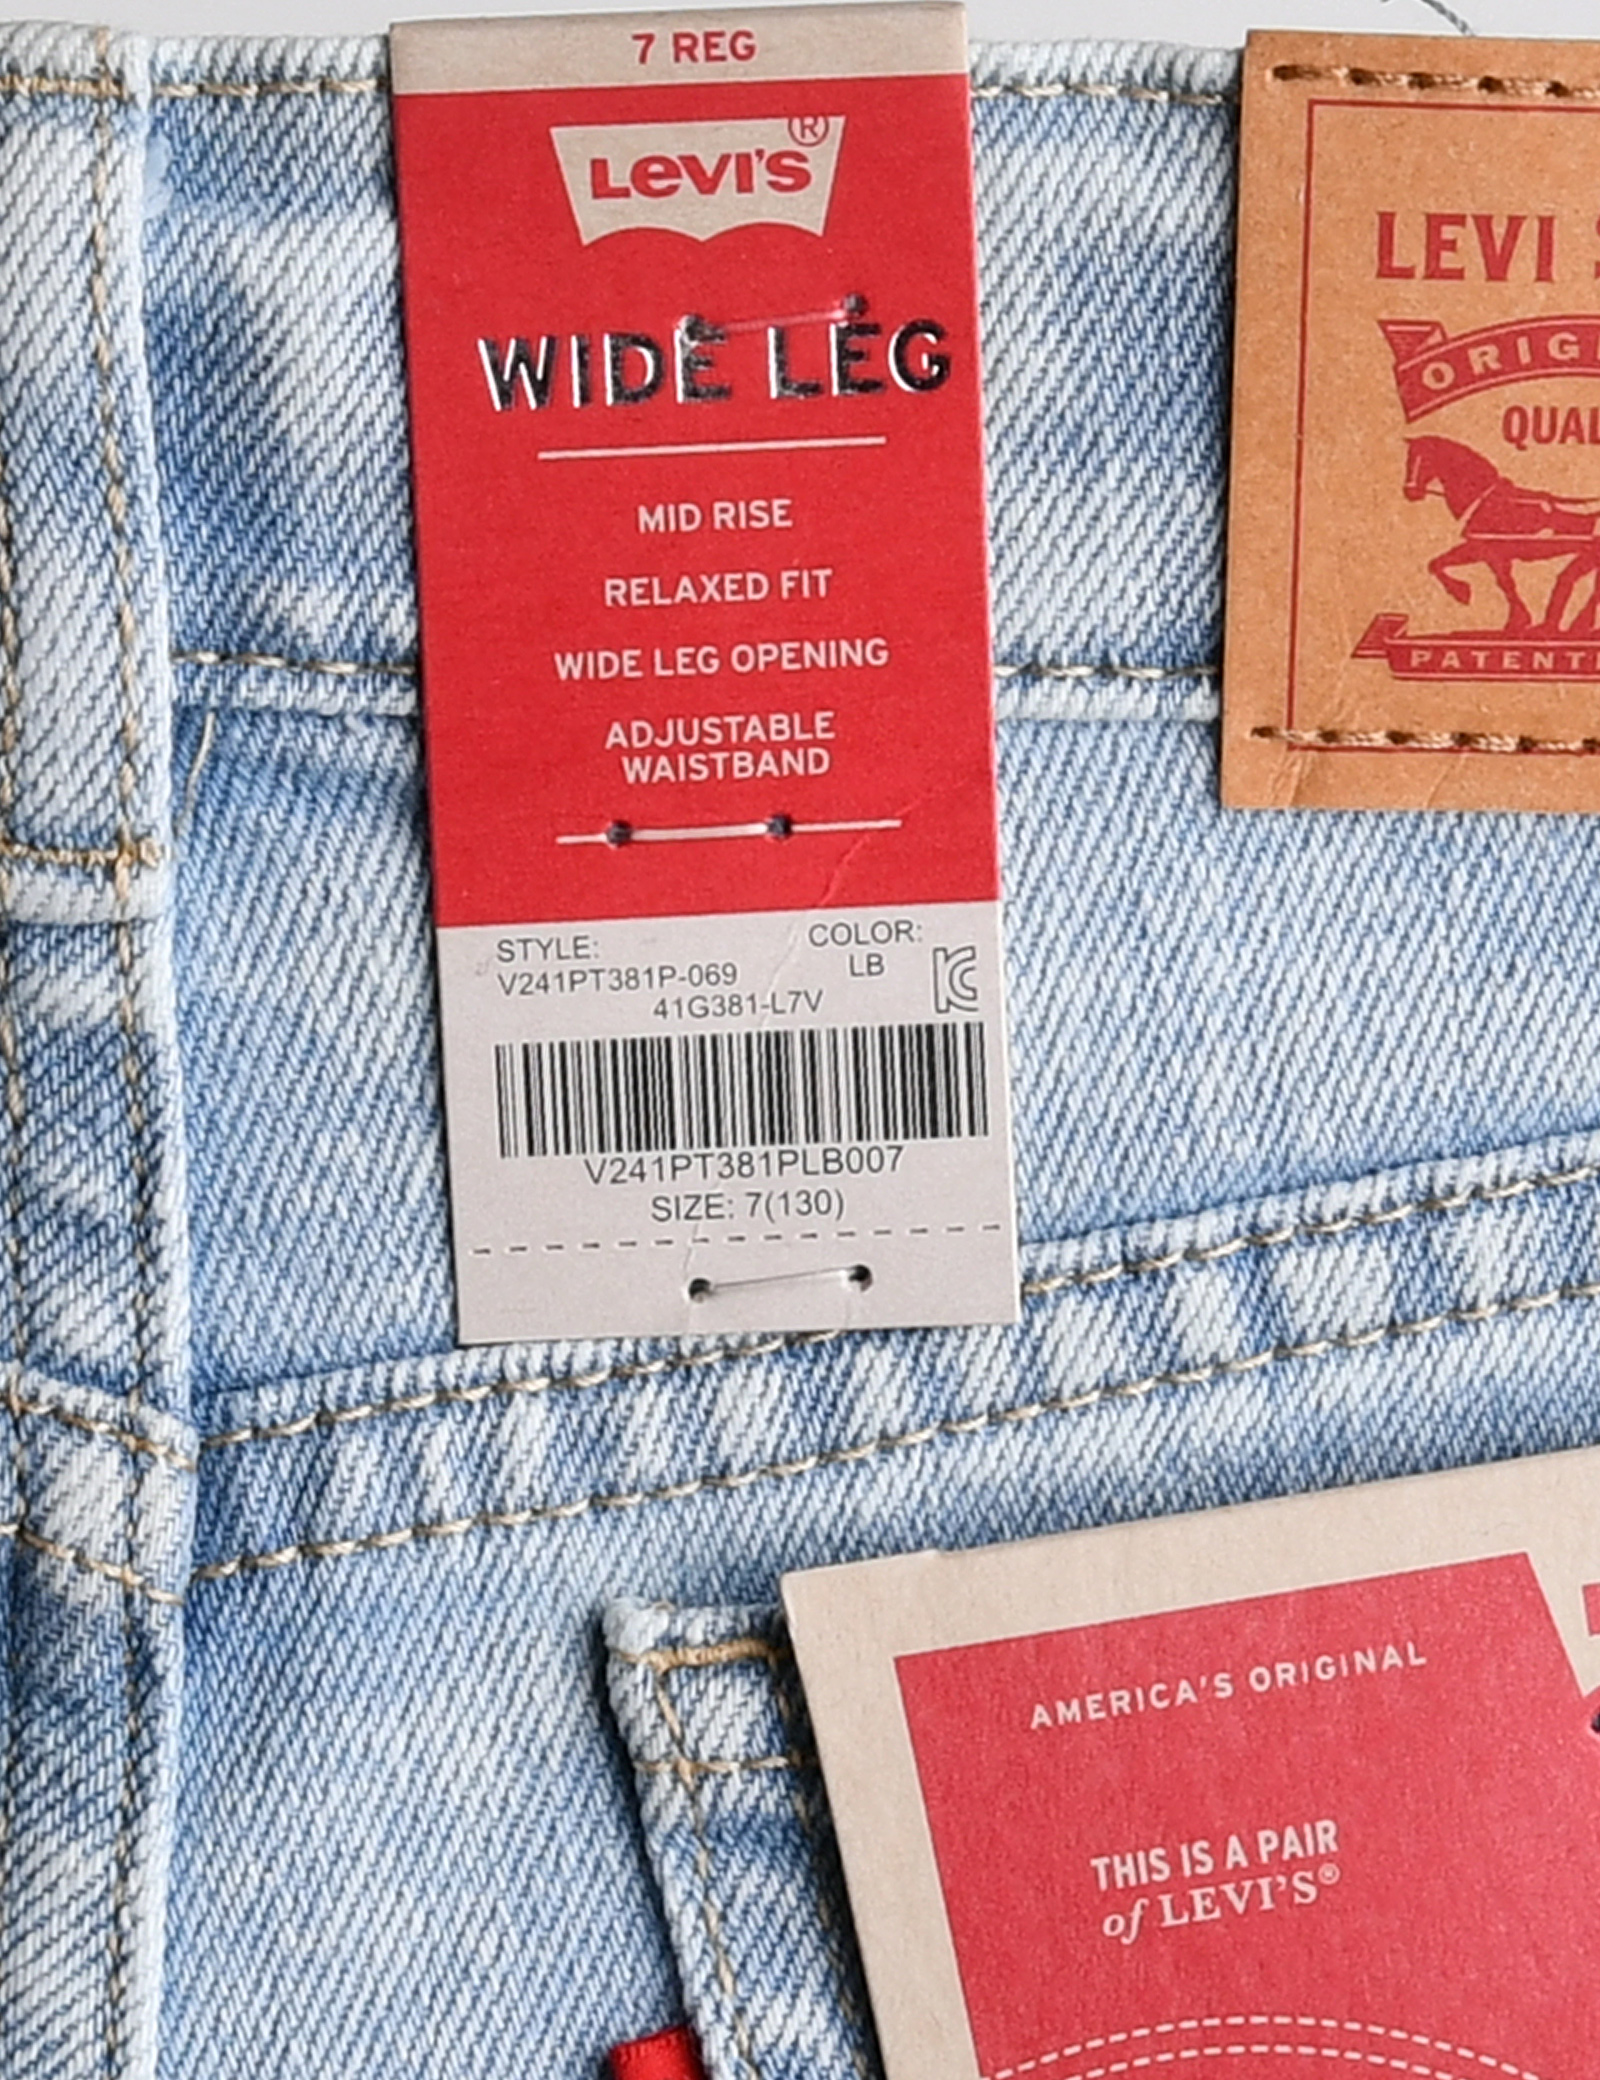 7 REG
LEVI'S®
WIDE LEG
MID RISE
RELAXED FIT
WIDE LEG OPENING
ADJUSTABLE
WAISTBAND
STYLE:
V241PT381P-069
41G381-L7V
COLOR:
LB
V241PT381PLB007
SIZE: 7(130)
LEVI
AMERICA'S ORIGINAL
THIS IS A PAIR
of LEVI'S®